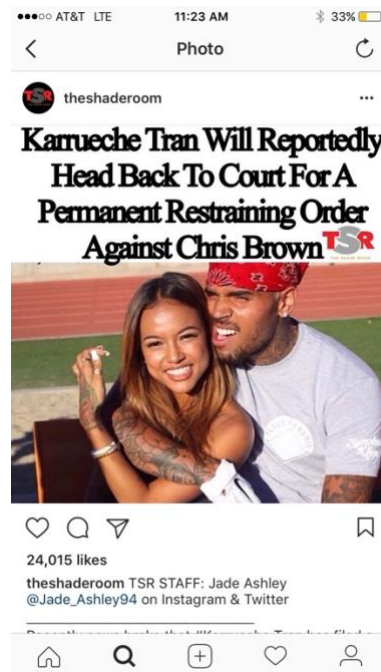 AT&T LTE 11:23 AM 33%
Photo
TSR theshaderoom
Karrueche Tran Will Reportedly
Head Back To Court For A
Permanent Restraining Order
Against Chris Brown TSR
24,015 likes
theshaderoom TSR STAFF: Jade Ashley
@Jade_Ashley94 on Instagram & Twitter